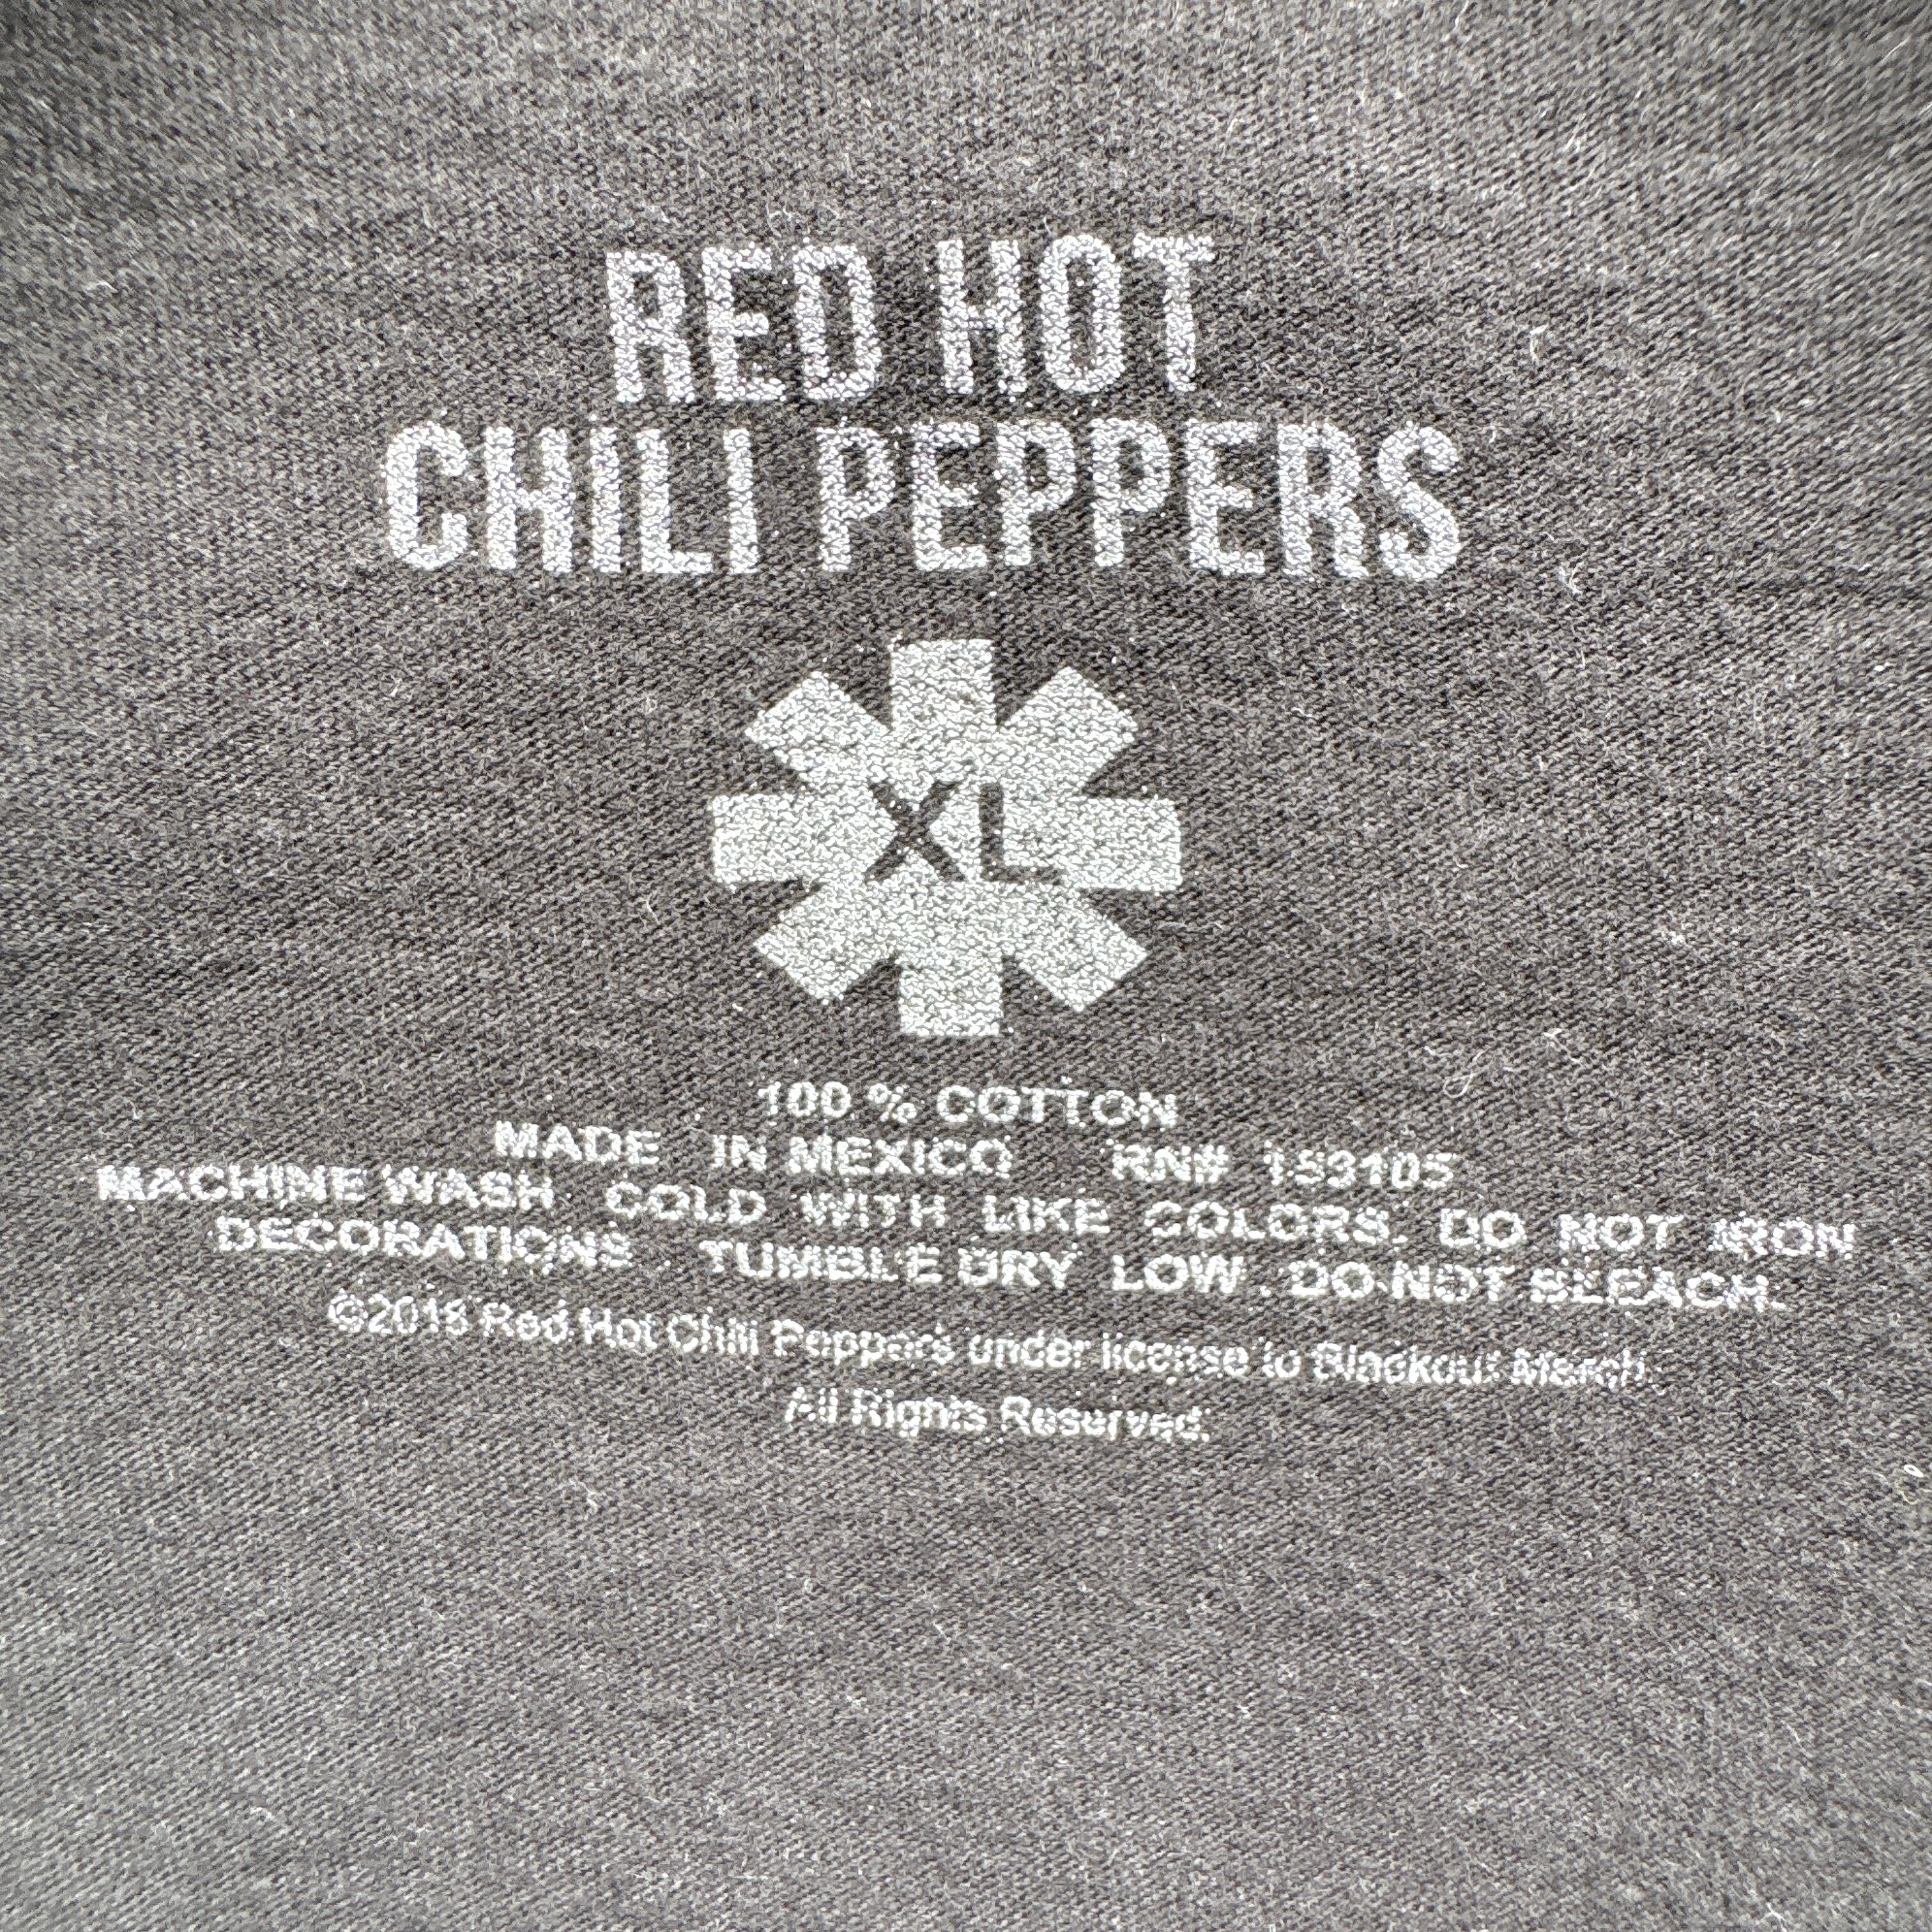 RED HOT
CHILI PEPPERS
XL
100 % COTTON
MADE IN MEXICO RN# 153105
MACHINE WASH COLD WITH LIKE COLORS. DO NOT IRON
DECORATIONS. TUMBLE DRY LOW. DO NOT BLEACH.
©2018 Red Hot Chili Peppers under license to Blackout Merch.
All Rights Reserved.